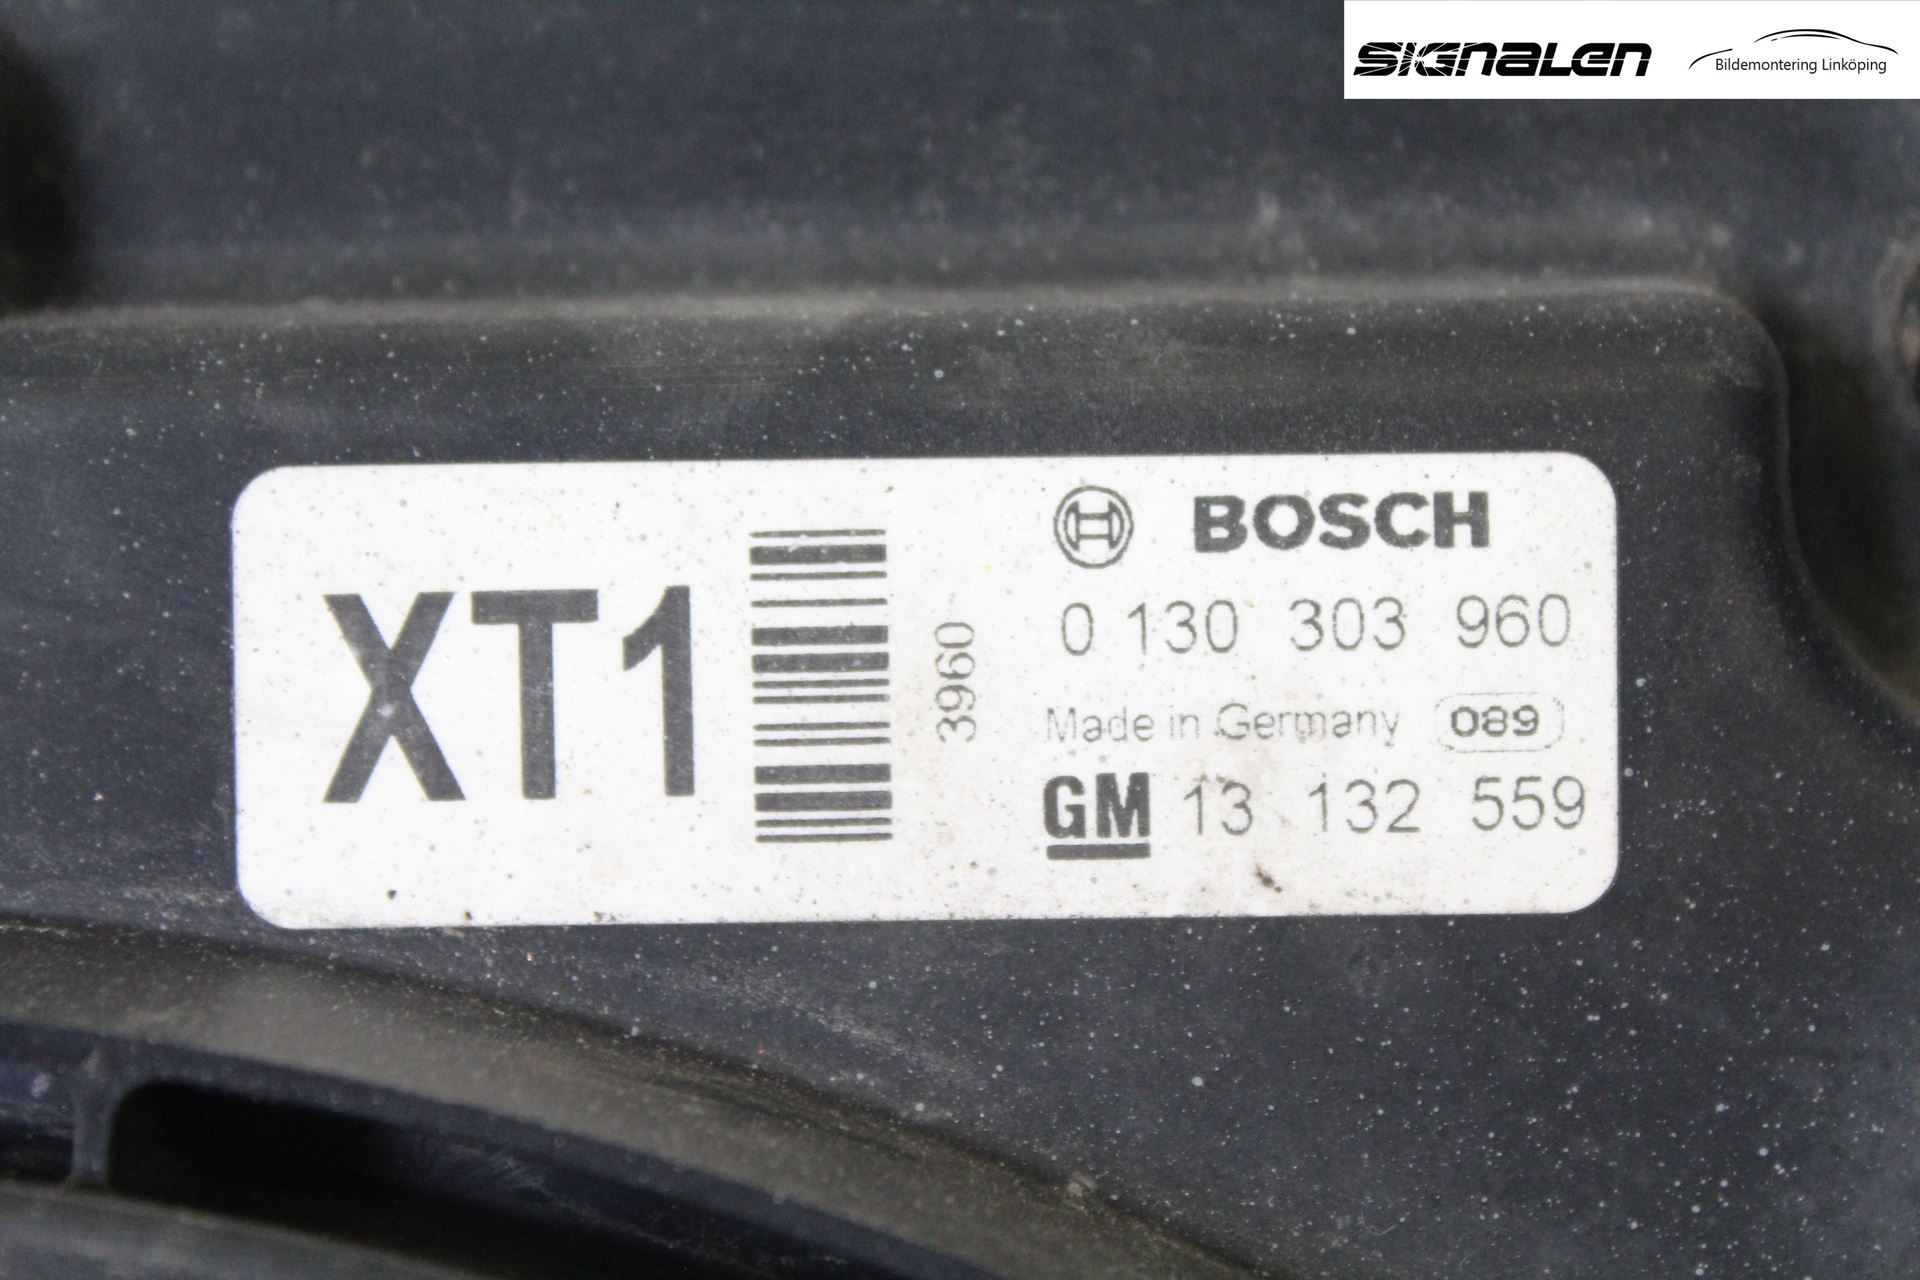 SIGNALEN
Bildemontering Linköping
XT1
3960
BOSCH
0 130 303 960
Made in Germany 089
GM 13 132 559